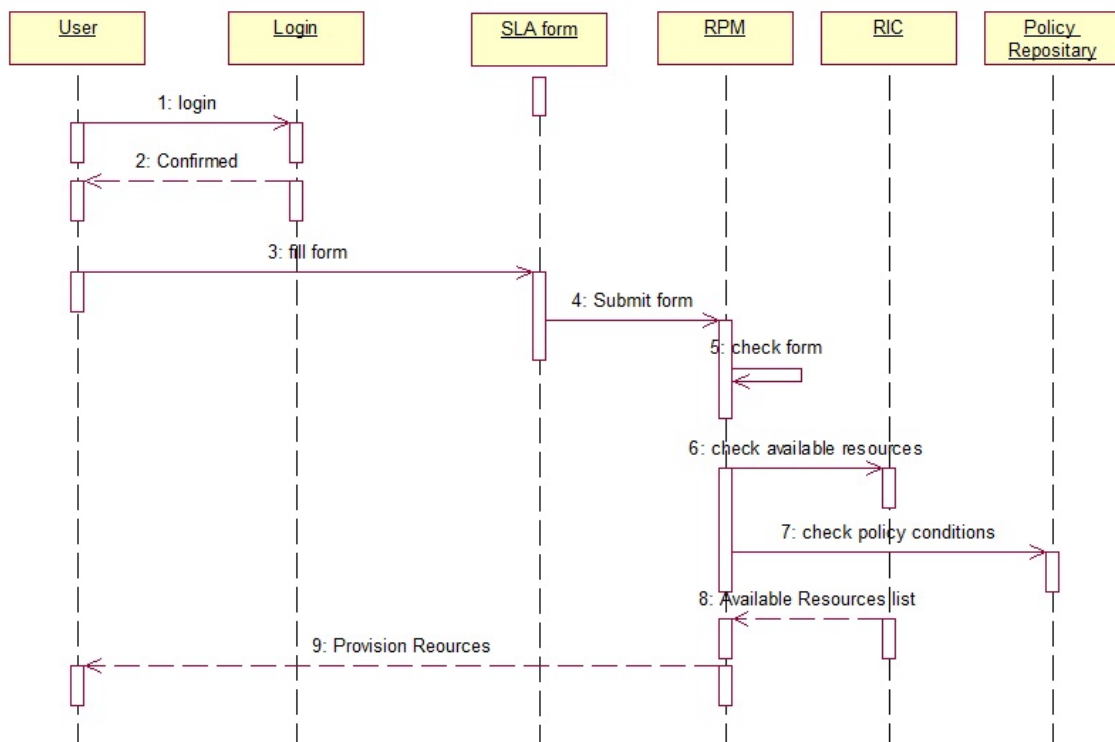 User
Login
SLA form
RPM
RIC
Policy
Repositary
1: login
2: Confirmed
3: fill form
4: Submit form
5: check form
6: check available resources
7: check policy conditions
8: Available Resources list
9: Provision Reources